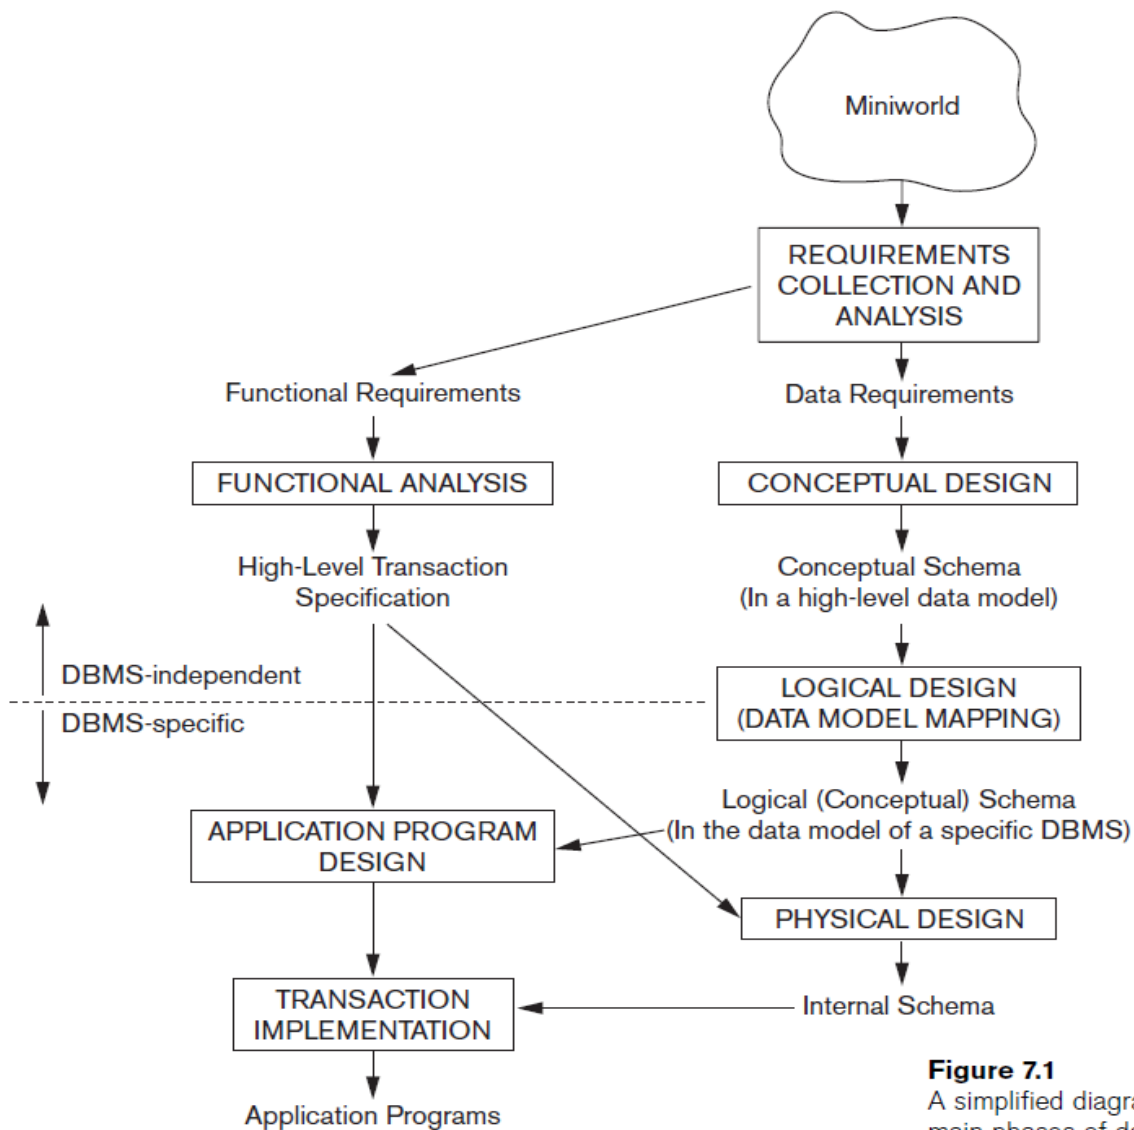 Miniworld
REQUIREMENTS
COLLECTION AND
ANALYSIS
Functional Requirements
Data Requirements
FUNCTIONAL ANALYSIS
CONCEPTUAL DESIGN
High-Level Transaction
Specification
Conceptual Schema
(In a high-level data model)
DBMS-independent
DBMS-specific
LOGICAL DESIGN
(DATA MODEL MAPPING)
Logical (Conceptual) Schema
(In the data model of a specific DBMS)
APPLICATION PROGRAM
DESIGN
PHYSICAL DESIGN
TRANSACTION
IMPLEMENTATION
Internal Schema
Application Programs
Figure 7.1
A simplified
main phases of